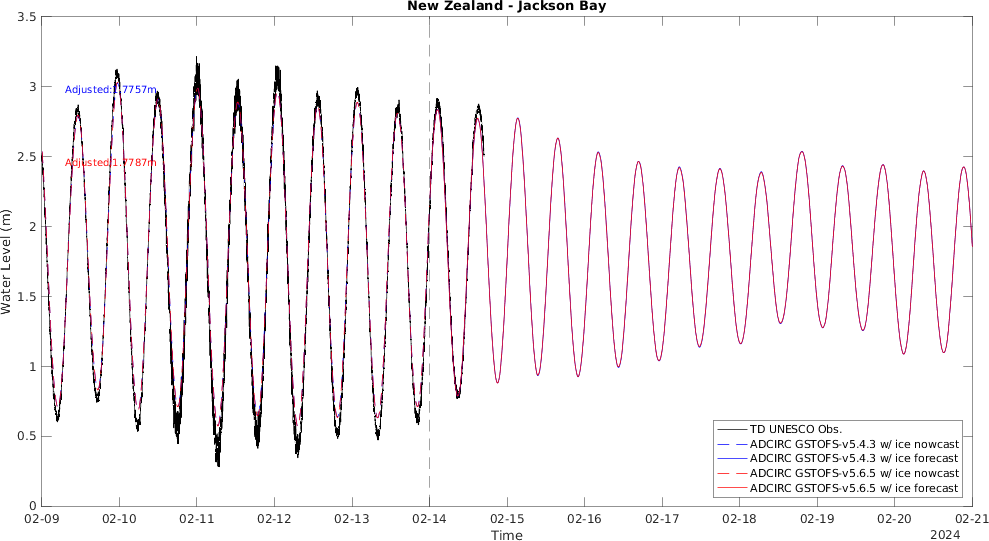 New Zealand - Jackson Bay
3.5
3
2.5
2
1.5
1
0.5
0
Water Level (m)
Adjusted:1.7757m
Adjusted:1.7787m
TD UNESCO Obs.
ADCIRC GSTOFS-v5.4.3 w/ ice nowcast
ADCIRC GSTOFS-v5.4.3 w/ ice forecast
ADCIRC GSTOFS-v5.6.5 w/ ice nowcast
ADCIRC GSTOFS-v5.6.5 w/ ice forecast
02-09 02-10 02-11 02-12 02-13 02-14 02-15 02-16 02-17 02-18 02-19 02-20 02-21
Time
2024